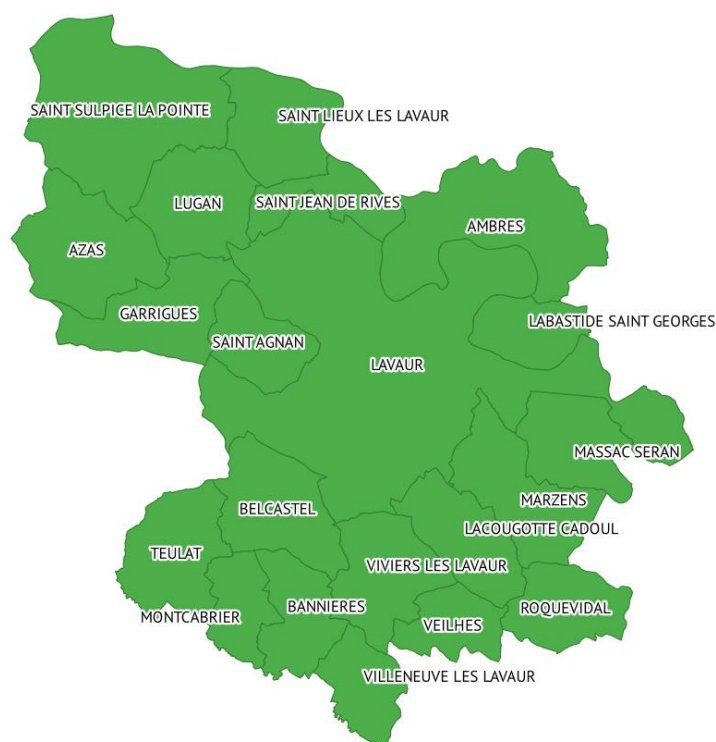 SAINT SULPICE LA POINTE
SAINT LIEUX LES LAVAUR
LUGAN
SAINT JEAN DE RIVES
AMBRES
AZAS
GARRIGUES
LABASTIDE SAINT GEORGES
SAINT AGNAN
LAVAUR
MASSAC SERAN
MARZENS
BELCASTEL
LACOUGOTTE CADOUL
TEULAT
VIVIERS LES LAVAUR
BANNIERES
ROQUEVIDAL
MONTCABRIER
VEILHES
VILLENEUVE LES LAVAUR